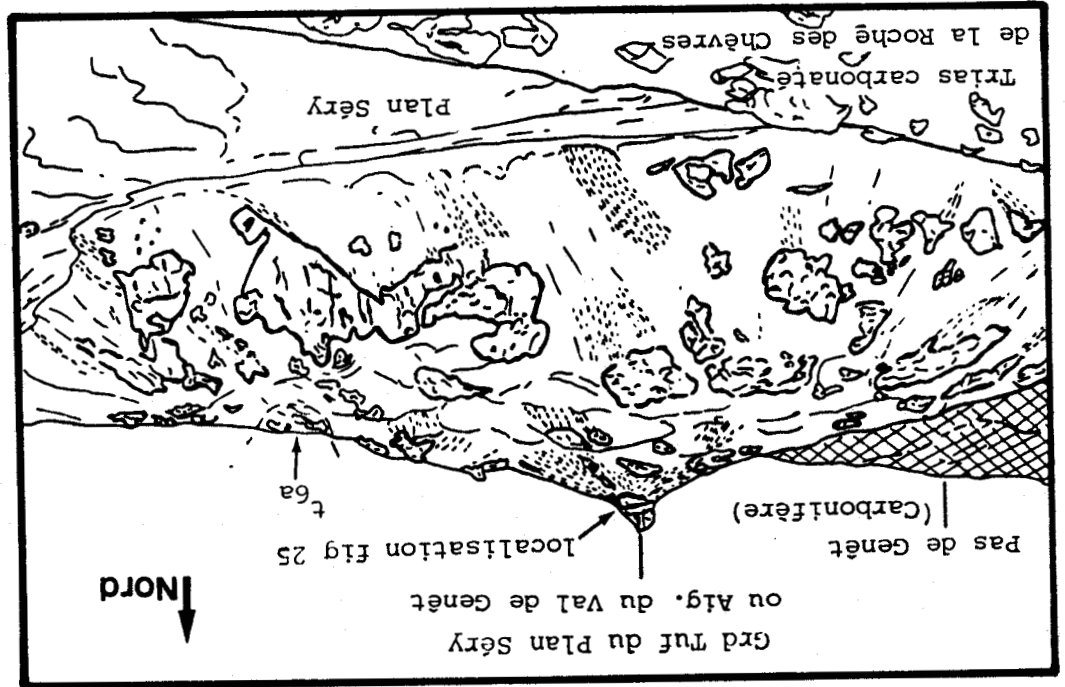 Grd Tuf du Plan Séry
ou Aig. du Val de Genêt
Nord
Pas de Genêt
(Carbonifère)
localisation fig 25
t6a
Plan Séry
Trias carbonaté
de la Roche des Chèvres